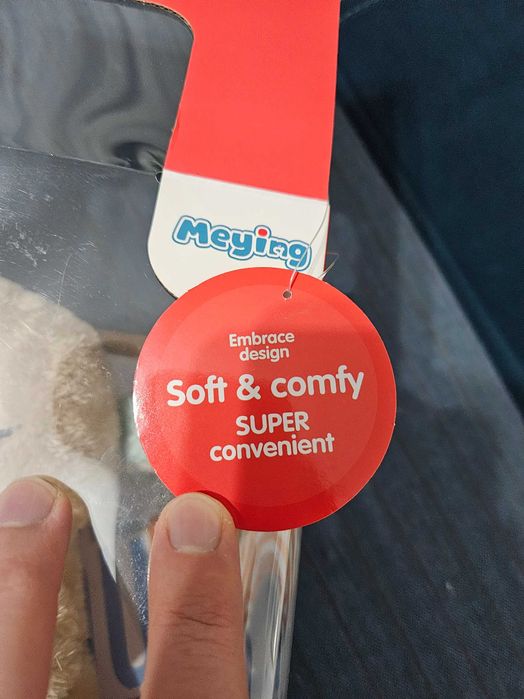 Meying
Embrace
design
Soft & comfy
SUPER
convenient